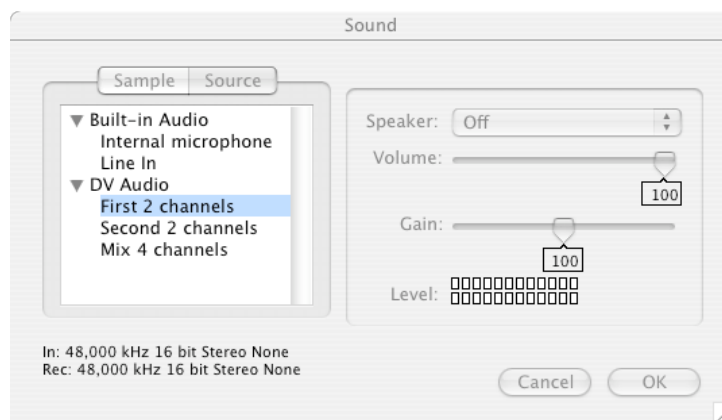 Sound
Sample Source
Built-in Audio
Internal microphone
Line In
DV Audio
First 2 channels
Second 2 channels
Mix 4 channels
Speaker: Off
Volume:
100
Gain:
100
Level:
In: 48,000 kHz 16 bit Stereo None
Rec: 48,000 kHz 16 bit Stereo None
Cancel OK